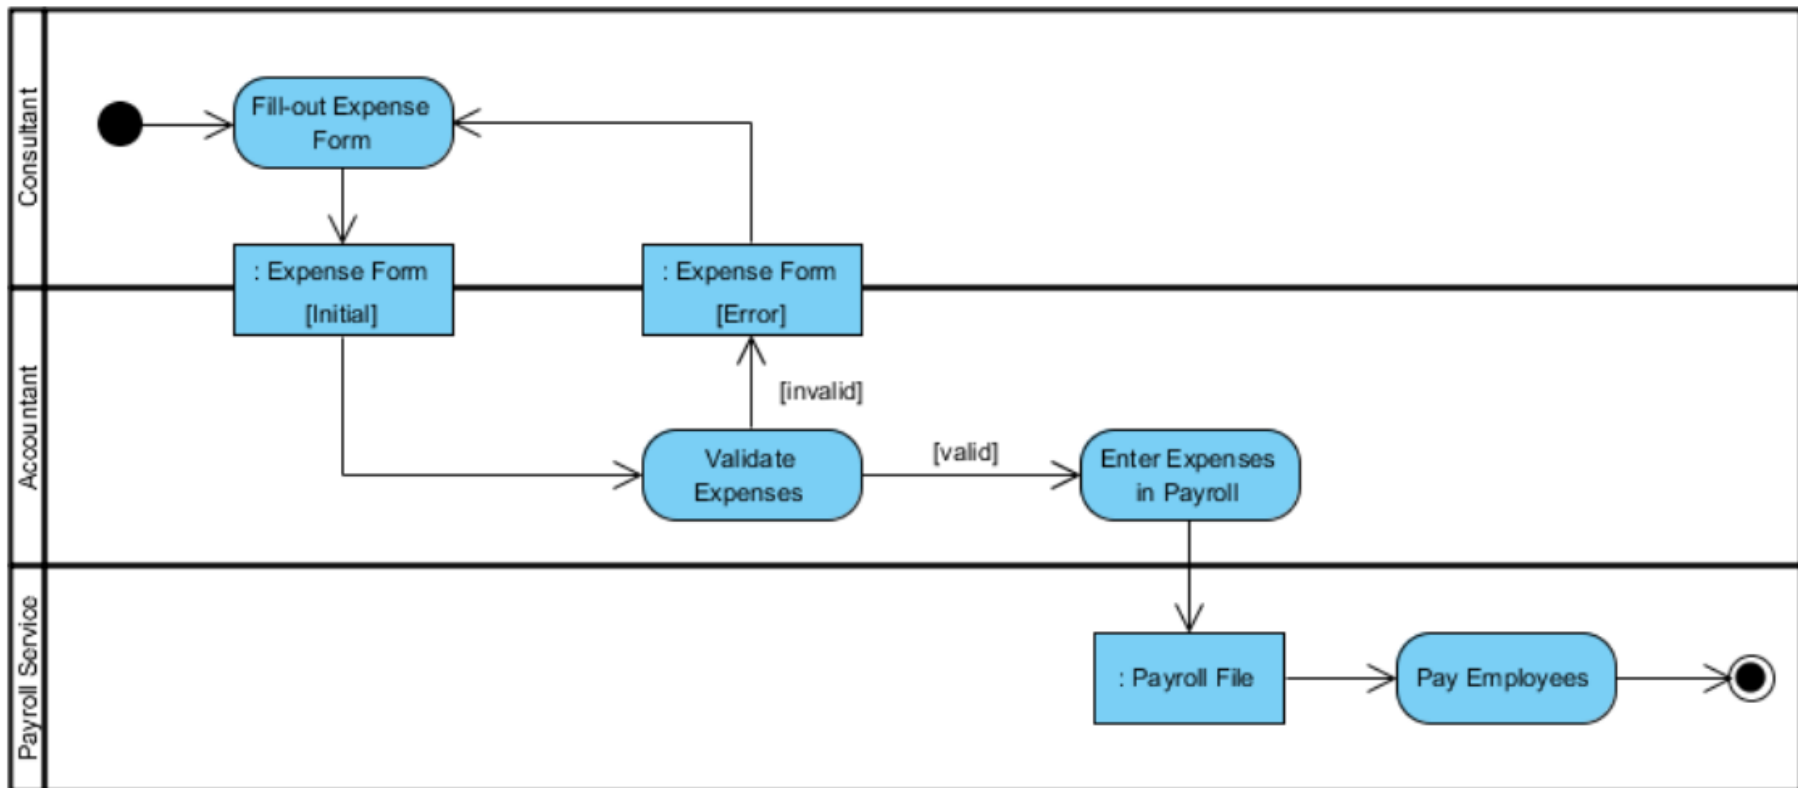 Consultant
Fill-out Expense
Form
: Expense Form
[Initial]
: Expense Form
[Error]
Accountant
[invalid]
Validate
Expenses
[valid]
Enter Expenses
in Payroll
Payroll Service
: Payroll File
Pay Employees